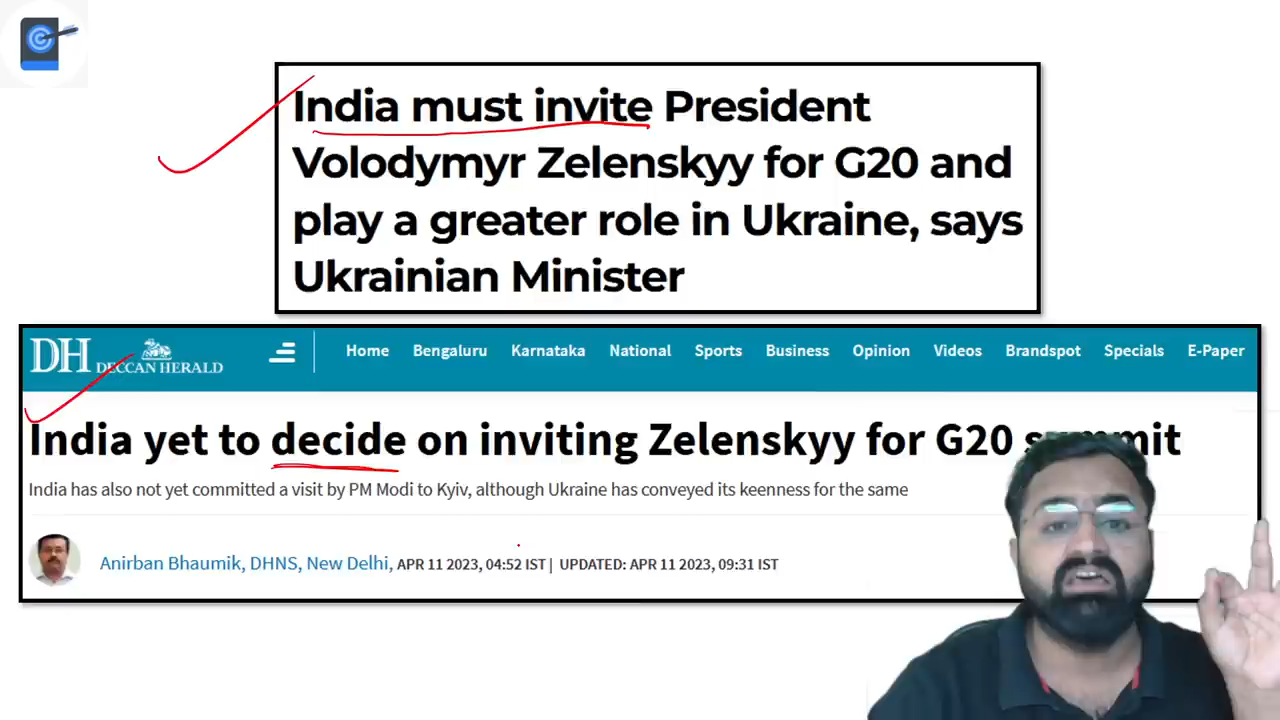 India must invite President
Volodymyr Zelenskyy for G20 and
play a greater role in Ukraine, says
Ukrainian Minister
DH DECCAN HERALD
Home Bengaluru Karnataka National Sports Business Opinion Videos Brandspot Specials E-Paper
India yet to decide on inviting Zelenskyy for G20 summit
India has also not yet committed a visit by PM Modi to Kyiv, although Ukraine has conveyed its keenness for the same
Anirban Bhaumik, DHNS, New Delhi, APR 11 2023, 04:52 IST | UPDATED: APR 11 2023, 09:31 IST